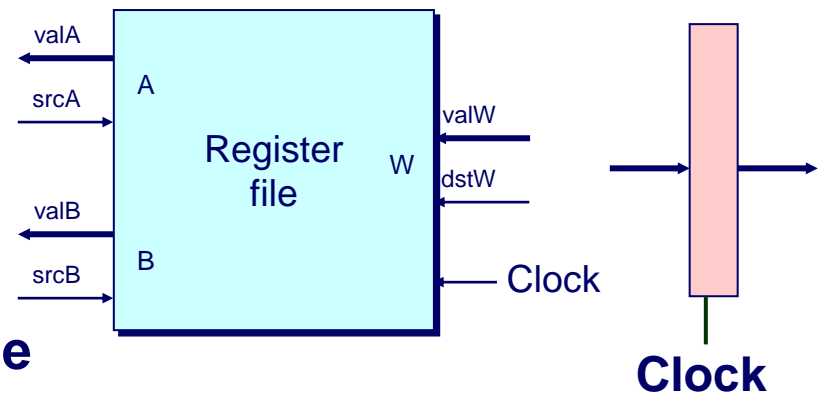 valA
srcA
A
valB
srcB
B
Register
file
W
valW
dstW
Clock
e
Clock